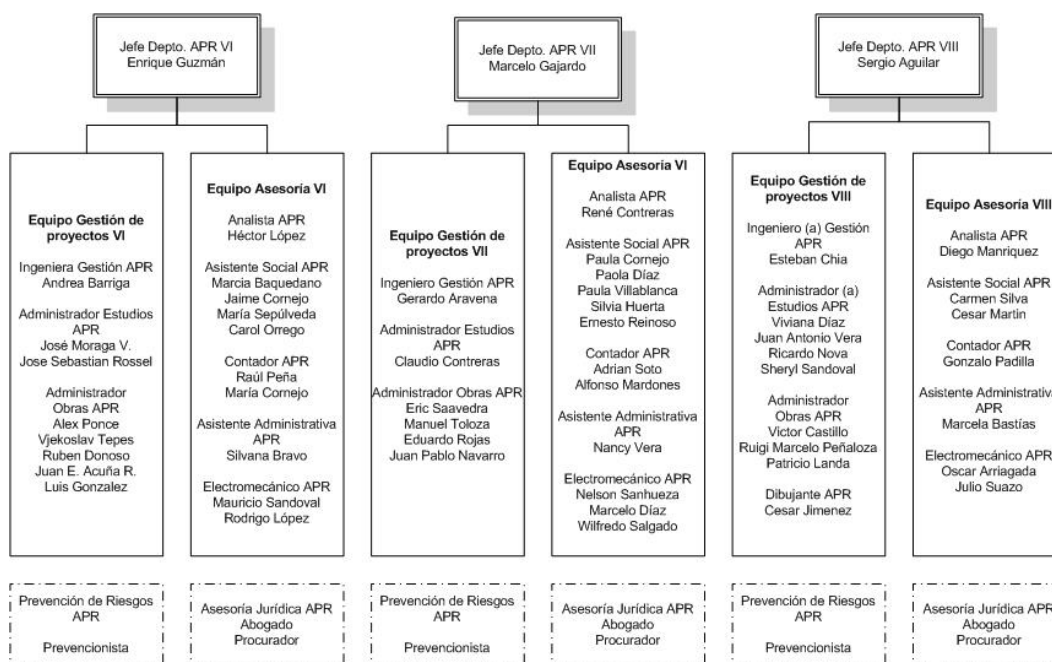 Jefe Depto. APR VI
Enrique Guzmán
Jefe Depto. APR VII
Marcelo Gajardo
Jefe Depto. APR VIII
Sergio Aguilar
Equipo Gestión de
proyectos VI
Ingeniera Gestión APR
Andrea Barriga
Administrador Estudios
APR
José Moraga V.
Jose Sebastian Rossel
Administrador
Obras APR
Alex Ponce
Vjekoslav Tepes
Ruben Donoso
Juan E. Acuña R.
Luis Gonzalez
Equipo Asesoría VI
Analista APR
Héctor López
Asistente Social APR
Marcia Baquedano
Jaime Cornejo
María Sepúlveda
Carol Orrego
Contador APR
Raúl Peña
María Cornejo
Asistente Administrativa
APR
Silvana Bravo
Electromecánico APR
Mauricio Sandoval
Rodrigo López
Equipo Gestión de
proyectos VII
Ingeniero Gestión APR
Gerardo Aravena
Administrador Estudios
APR
Claudio Contreras
Administrador Obras APR
Eric Saavedra
Manuel Toloza
Eduardo Rojas
Juan Pablo Navarro
Equipo Asesoría VI
Analista APR
René Contreras
Asistente Social APR
Paula Cornejo
Paola Díaz
Paula Villablanca
Silvia Huerta
Ernesto Reinoso
Contador APR
Adrian Soto
Alfonso Mardones
Asistente Administrativa
APR
Nancy Vera
Electromecánico APR
Nelson Sanhueza
Marcelo Díaz
Wilfredo Salgado
Equipo Gestión de
proyectos VIII
Ingeniero (a) Gestión
APR
Esteban Chia
Administrador (a)
Estudios APR
Viviana Díaz
Juan Antonio Vera
Ricardo Nova
Sheryl Sandoval
Administrador
Obras APR
Victor Castillo
Ruigi Marcelo Peñaloza
Patricio Landa
Dibujante APR
Cesar Jimenez
Equipo Asesoría VIII
Analista APR
Diego Manriquez
Asistente Social APR
Carmen Silva
Cesar Martin
Contador APR
Gonzalo Padilla
Asistente Administrativa
APR
Marcela Bastías
Electromecánico APR
Oscar Arriagada
Julio Suazo
Prevención de Riesgos
APR
Prevencionista
Asesoría Jurídica APR
Abogado
Procurador
Prevención de Riesgos
APR
Prevencionista
Asesoría Jurídica APR
Abogado
Procurador
Prevención de Riesgos
APR
Prevencionista
Asesoría Jurídica APR
Abogado
Procurador